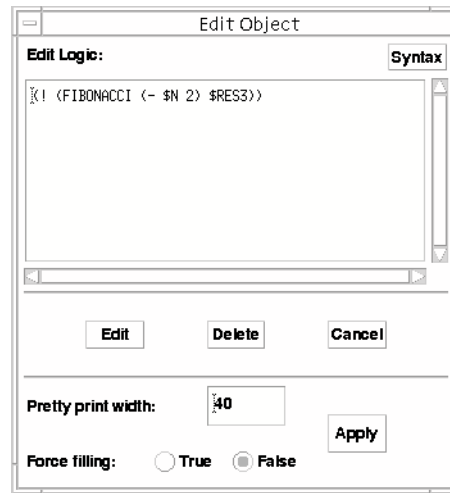 Edit Object
Edit Logic:
Syntax
(! (FIBONACCI (- $N 2) $RES3))
Edit Delete Cancel
Pretty print width: 40
Apply
Force filling: True False